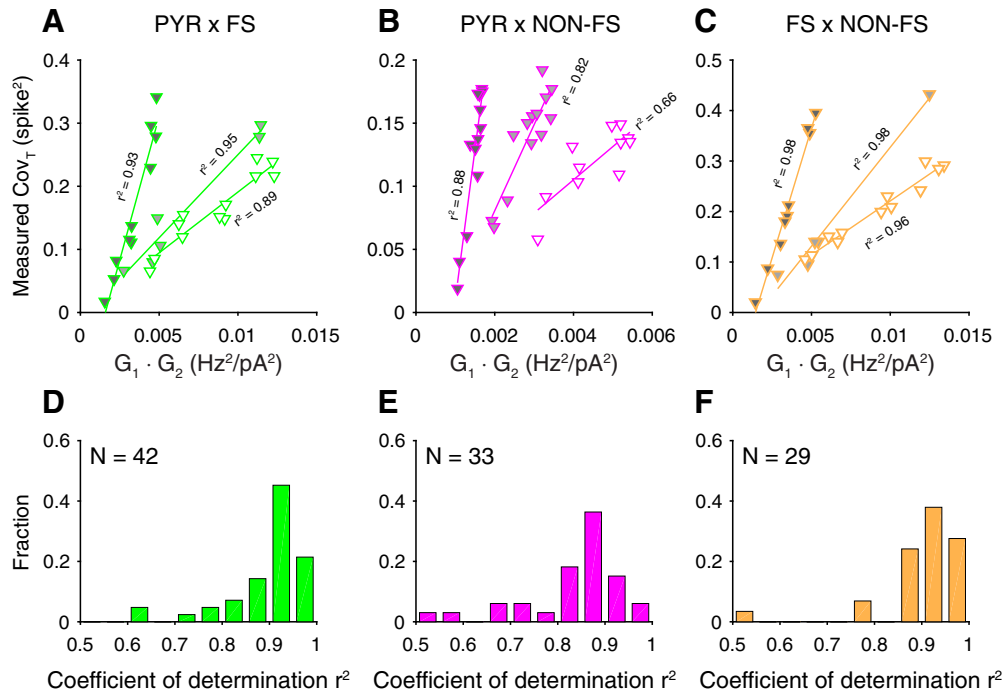 A PYR x FS
B PYR x NON-FS
C FS x NON-FS
Measured Cov_T (spike²)
0.4
0.3
0.2
0.1
0
r² = 0.93
r² = 0.95
r² = 0.89
0 0.005 0.01 0.015
G₁ · G₂ (Hz²/pA²)
0.2
0.15
0.1
0.05
0
r² = 0.88
r² = 0.82
r² = 0.66
0 0.002 0.004 0.006
G₁ · G₂ (Hz²/pA²)
0.5
0.4
0.3
0.2
0.1
0
r² = 0.98
r² = 0.98
r² = 0.96
0 0.005 0.01 0.015
G₁ · G₂ (Hz²/pA²)
D
N = 42
Fraction
0.6
0.4
0.2
0
0.5 0.6 0.7 0.8 0.9 1
Coefficient of determination r²
E
N = 33
0.6
0.4
0.2
0
0.5 0.6 0.7 0.8 0.9 1
Coefficient of determination r²
F
N = 29
0.6
0.4
0.2
0
0.5 0.6 0.7 0.8 0.9 1
Coefficient of determination r²